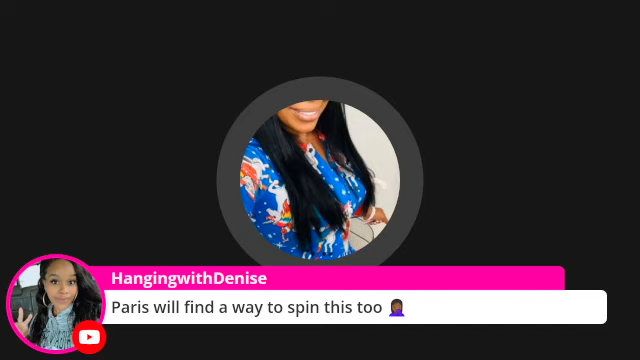 HangingwithDenise
Paris will find a way to spin this too 🤦🏾‍♀️